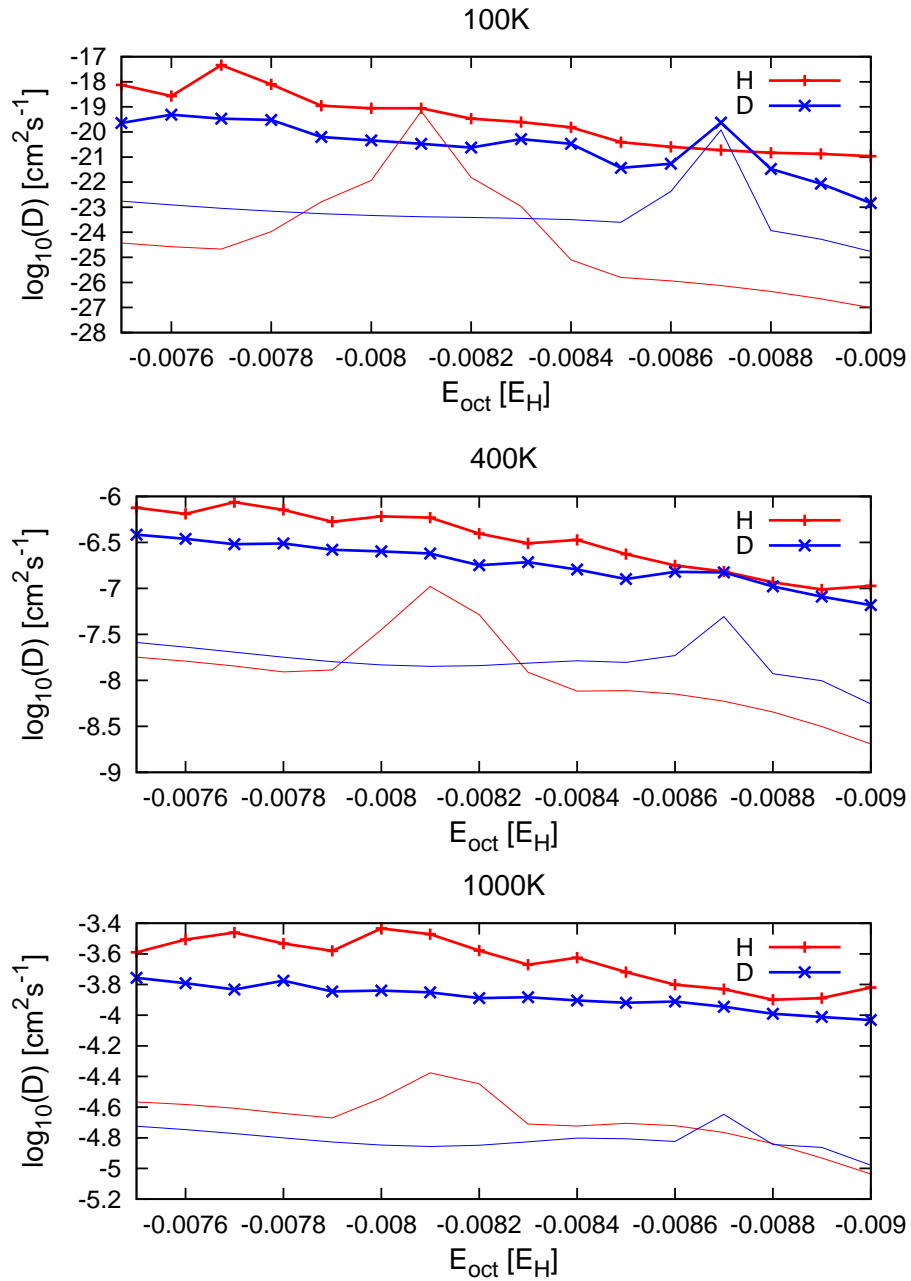 100K
-17
-18
-19
-20
-21
-22
-23
-24
-25
-26
-27
-28
log10(D) [cm2s-1]
H
D
-0.0076 -0.0078 -0.008 -0.0082 -0.0084 -0.0086 -0.0088 -0.009
Eoct [EH]
400K
-6
-6.5
-7
-7.5
-8
-8.5
-9
log10(D) [cm2s-1]
H
D
-0.0076 -0.0078 -0.008 -0.0082 -0.0084 -0.0086 -0.0088 -0.009
Eoct [EH]
1000K
-3.4
-3.6
-3.8
-4
-4.2
-4.4
-4.6
-4.8
-5
-5.2
log10(D) [cm2s-1]
H
D
-0.0076 -0.0078 -0.008 -0.0082 -0.0084 -0.0086 -0.0088 -0.009
Eoct [EH]